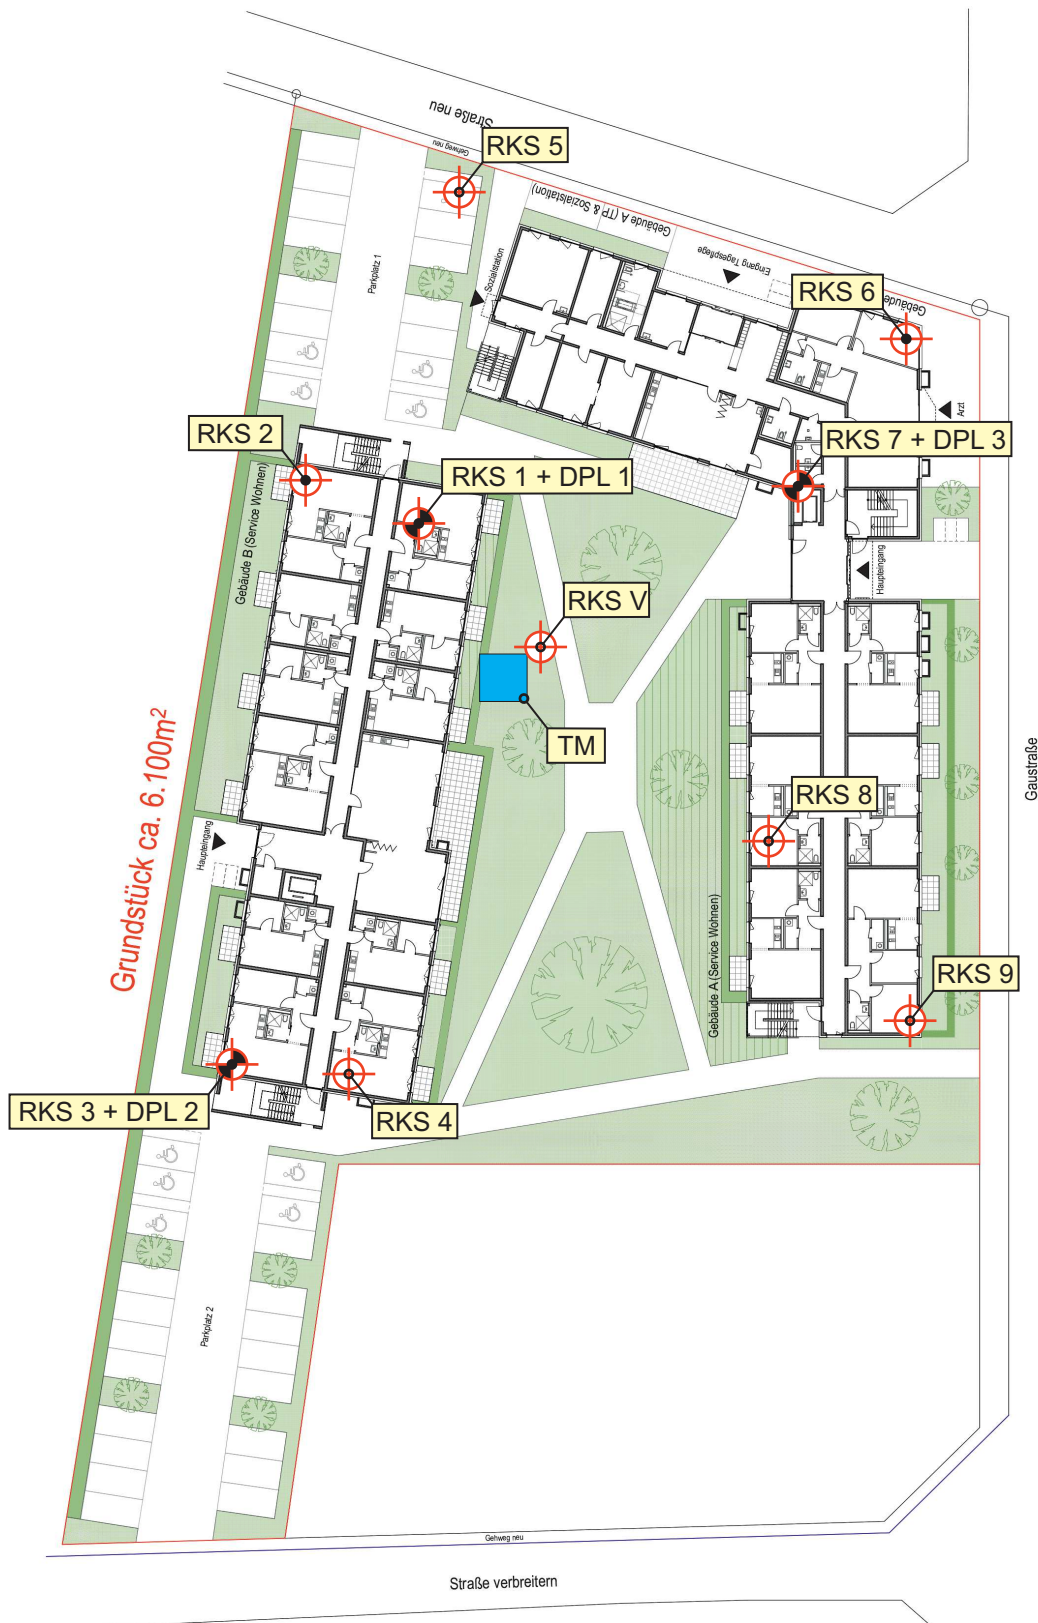 Straße neu
Gehweg neu
RKS 5
Gebäude A (TP & Sozialstation)
Sozialstation
Eingang Tagespflege
Parkplatz 1
RKS 6
Gebäude
Arzt
RKS 2
RKS 1 + DPL 1
RKS 7 + DPL 3
Gebäude B (Service Wohnen)
Haupteingang
RKS V
TM
Grundstück ca. 6.100m²
Gaustraße
RKS 8
Haupteingang
Gebäude A (Service Wohnen)
RKS 9
RKS 3 + DPL 2
RKS 4
Parkplatz 2
Gehweg neu
Straße verbreitern